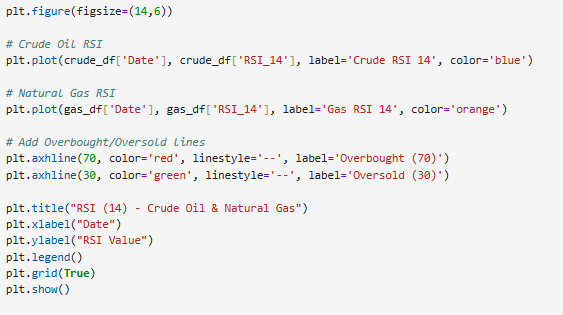 plt.figure(figsize=(14,6))
# Crude Oil RSI
plt.plot(crude_df['Date'], crude_df['RSI_14'], label='Crude RSI 14', color='blue')
# Natural Gas RSI
plt.plot(gas_df['Date'], gas_df['RSI_14'], label='Gas RSI 14', color='orange')
# Add Overbought/Oversold lines
plt.axhline(70, color='red', linestyle='--', label='Overbought (70)')
plt.axhline(30, color='green', linestyle='--', label='Oversold (30)')
plt.title("RSI (14) - Crude Oil & Natural Gas")
plt.xlabel("Date")
plt.ylabel("RSI Value")
plt.legend()
plt.grid(True)
plt.show()